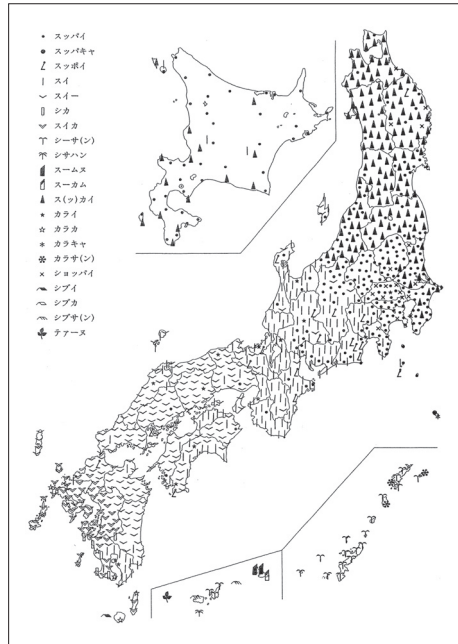 スッパイ
スッパキャ
スッポイ
スイ
スイー
シカ
スイカ
シーサ(ン)
シサハン
スームヌ
スーカム
ス(ッ)カイ
カライ
カラカ
カラキャ
カラサ(ン)
ショッパイ
シブイ
シブカ
シブサ(ン)
テァーヌ